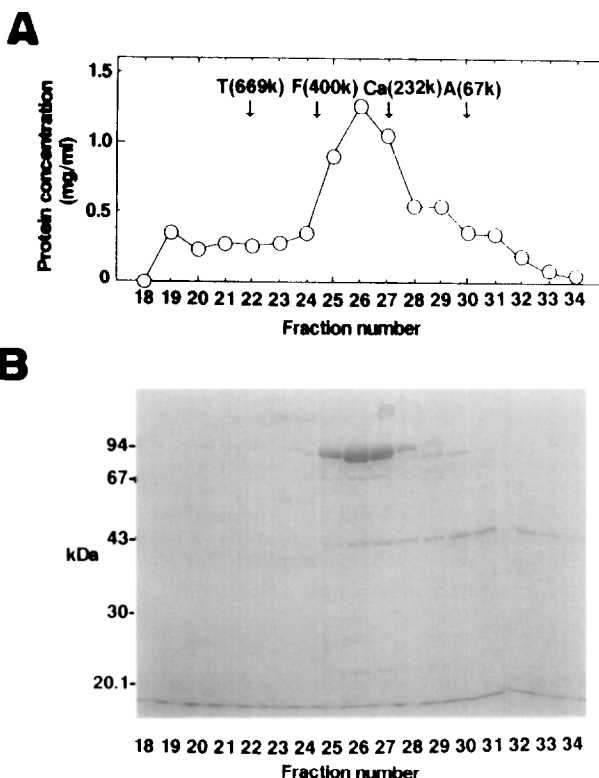 A
Protein concentration
(mg/ml)
1.5
1.0
0.5
0
T(669k) F(400k) Ca(232k) A(67k)
18 19 20 21 22 23 24 25 26 27 28 29 30 31 32 33 34
Fraction number
B
94-
67-
43-
kDa
30-
20.1-
18 19 20 21 22 23 24 25 26 27 28 29 30 31 32 33 34
Fraction number